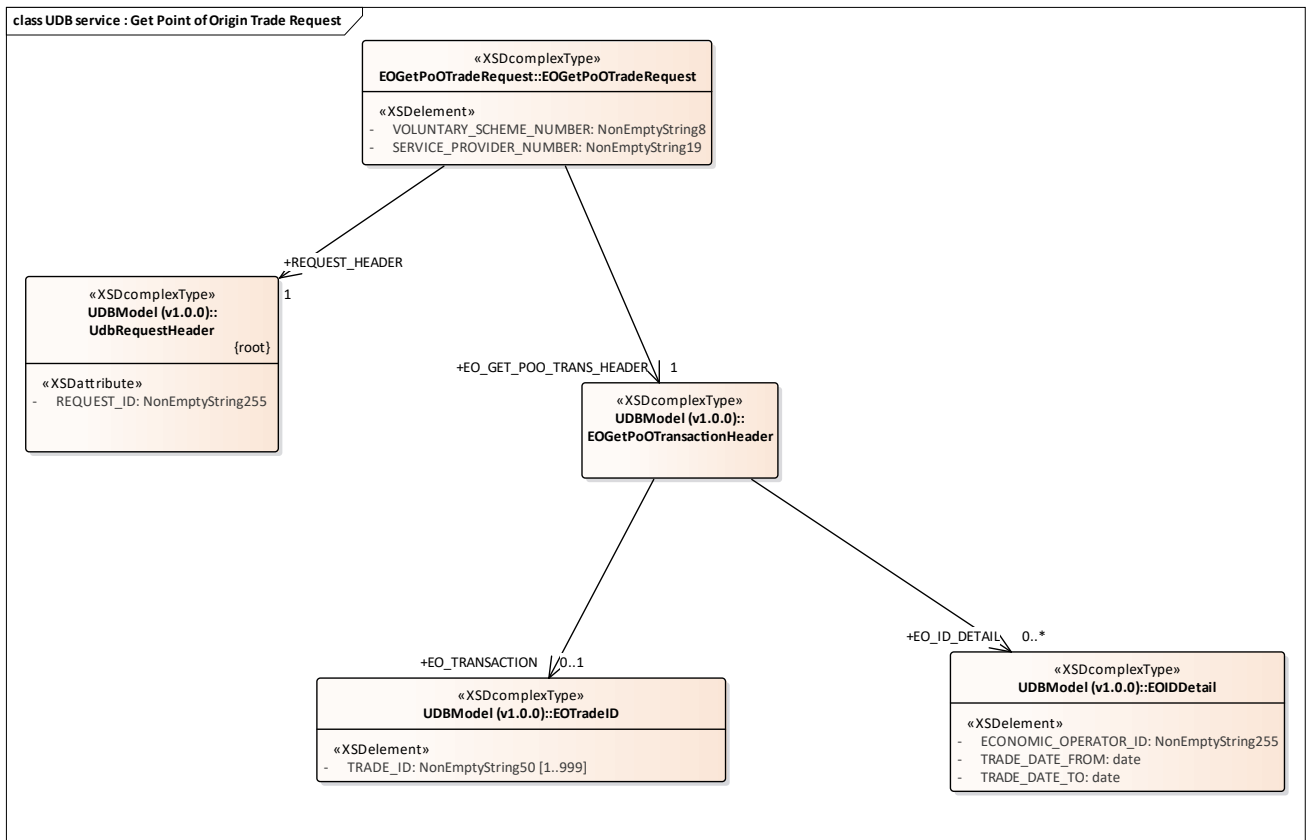 class UDB service : Get Point of Origin Trade Request
«XSDcomplexType»
EOGetPoOTradeRequest::EOGetPoOTradeRequest
«XSDelement»
- VOLUNTARY_SCHEME_NUMBER: NonEmptyString8
- SERVICE_PROVIDER_NUMBER: NonEmptyString19
+REQUEST_HEADER
1
«XSDcomplexType»
UDBModel (v1.0.0)::
UdbRequestHeader
{root}
«XSDattribute»
- REQUEST_ID: NonEmptyString255
+EO_GET_POO_TRANS_HEADER 1
«XSDcomplexType»
UDBModel (v1.0.0)::
EOGetPoOTransactionHeader
+EO_TRANSACTION 0..1
«XSDcomplexType»
UDBModel (v1.0.0)::EOTradeID
«XSDelement»
- TRADE_ID: NonEmptyString50 [1..999]
+EO_ID_DETAIL 0..*
«XSDcomplexType»
UDBModel (v1.0.0)::EOIDDetail
«XSDelement»
- ECONOMIC_OPERATOR_ID: NonEmptyString255
- TRADE_DATE_FROM: date
- TRADE_DATE_TO: date